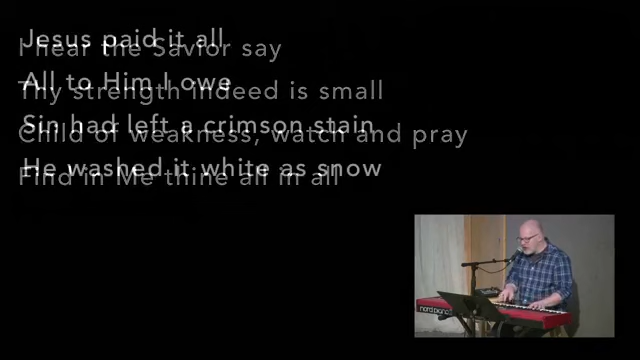 Jesus paid it all
I hear the Savior say
All to Him I owe
Thy strength indeed is small
Sin had left a crimson stain
Child of weakness, watch and pray
He washed it white as snow
Find in Me thine all in all
nord piano